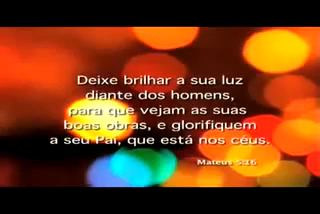 Deixe brilhar a sua luz
diante dos homens,
para que vejam as suas
boas obras, e glorifiquem
a seu Pai, que está nos céus.
Mateus 5:16